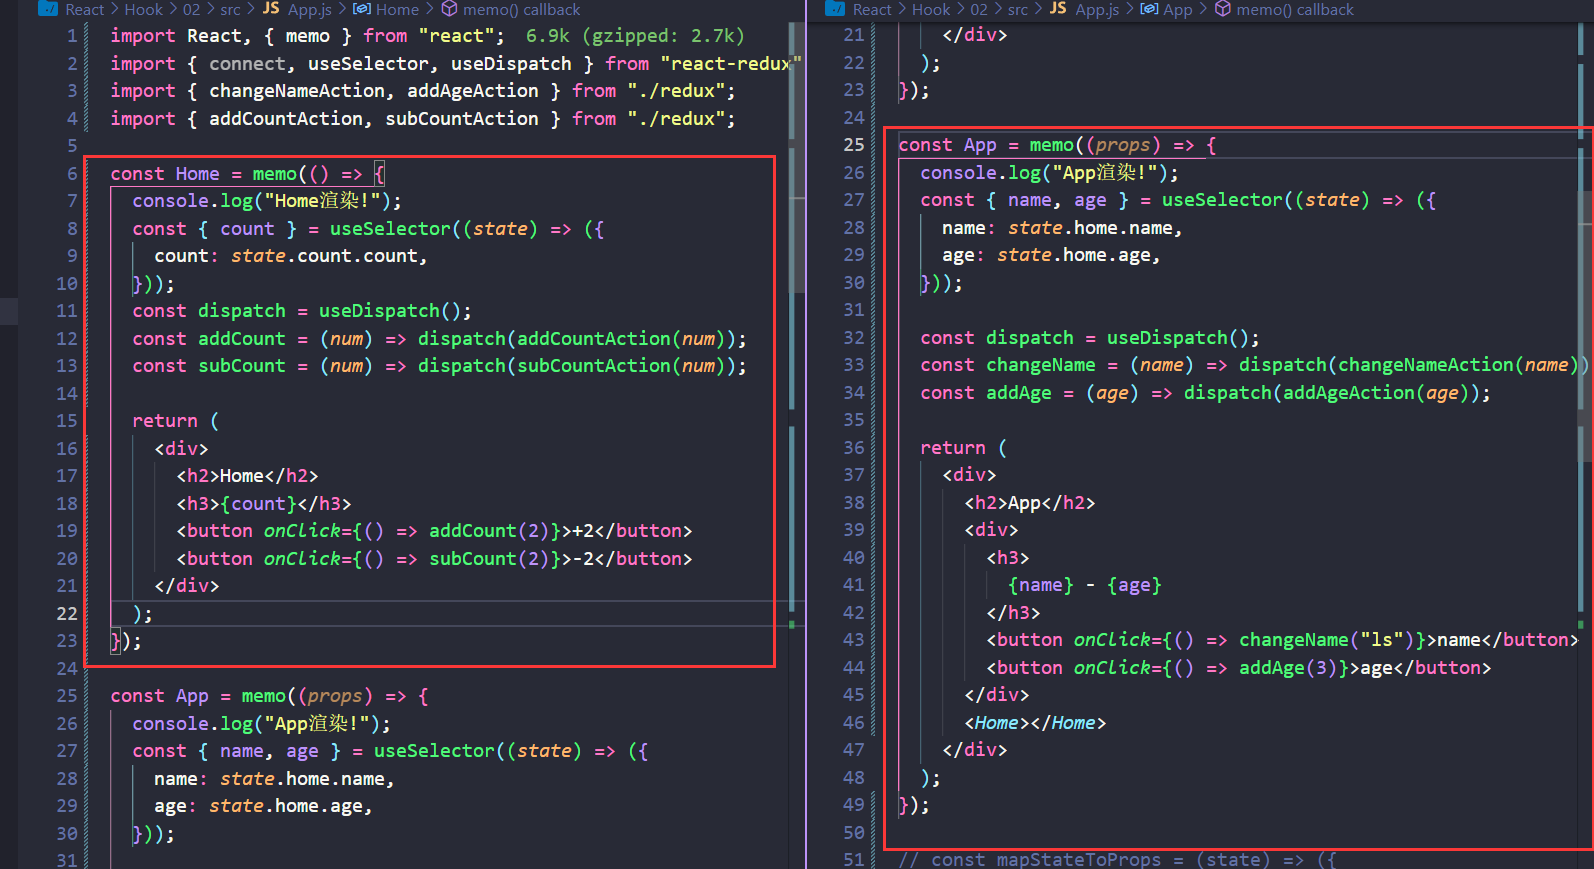 React > Hook > 02 > src > JS App.js > Home > memo() callback
1 import React, { memo } from "react"; 6.9k (gzipped: 2.7k)
2 import { connect, useSelector, useDispatch } from "react-redux"
3 import { changeNameAction, addAgeAction } from "./redux";
4 import { addCountAction, subCountAction } from "./redux";
5
6 const Home = memo(() => {
7 console.log("Home渲染!");
8 const { count } = useSelector((state) => ({
9 count: state.count.count,
10 }));
11 const dispatch = useDispatch();
12 const addCount = (num) => dispatch(addCountAction(num));
13 const subCount = (num) => dispatch(subCountAction(num));
14
15 return (
16 <div>
17 <h2>Home</h2>
18 <h3>{count}</h3>
19 <button onClick={() => addCount(2)}>+2</button>
20 <button onClick={() => subCount(2)}>-2</button>
21 </div>
22 );
23 });
24
25 const App = memo((props) => {
26 console.log("App渲染!");
27 const { name, age } = useSelector((state) => ({
28 name: state.home.name,
29 age: state.home.age,
30 }));
31
React > Hook > 02 > src > JS App.js > App > memo() callback
21 </div>
22 );
23 });
24
25 const App = memo((props) => {
26 console.log("App渲染!");
27 const { name, age } = useSelector((state) => ({
28 name: state.home.name,
29 age: state.home.age,
30 }));
31
32 const dispatch = useDispatch();
33 const changeName = (name) => dispatch(changeNameAction(name))
34 const addAge = (age) => dispatch(addAgeAction(age));
35
36 return (
37 <div>
38 <h2>App</h2>
39 <div>
40 <h3>
41 {name} - {age}
42 </h3>
43 <button onClick={() => changeName("ls")}>name</button>
44 <button onClick={() => addAge(3)}>age</button>
45 </div>
46 <Home></Home>
47 </div>
48 );
49 });
50
51 // const mapStateToProps = (state) => ({